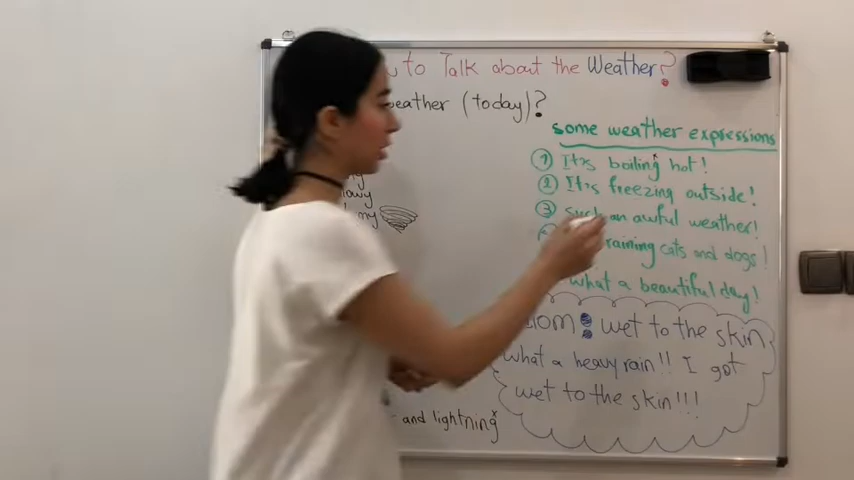 to Talk about the Weather?
weather (today)?
some weather expressions
① It's boiling hot!
② It's freezing outside!
③ such an awful weather!
raining cats and dogs!
what a beautiful day!
wet to the skin
what a heavy rain!! I got
wet to the skin!!!
and lightning